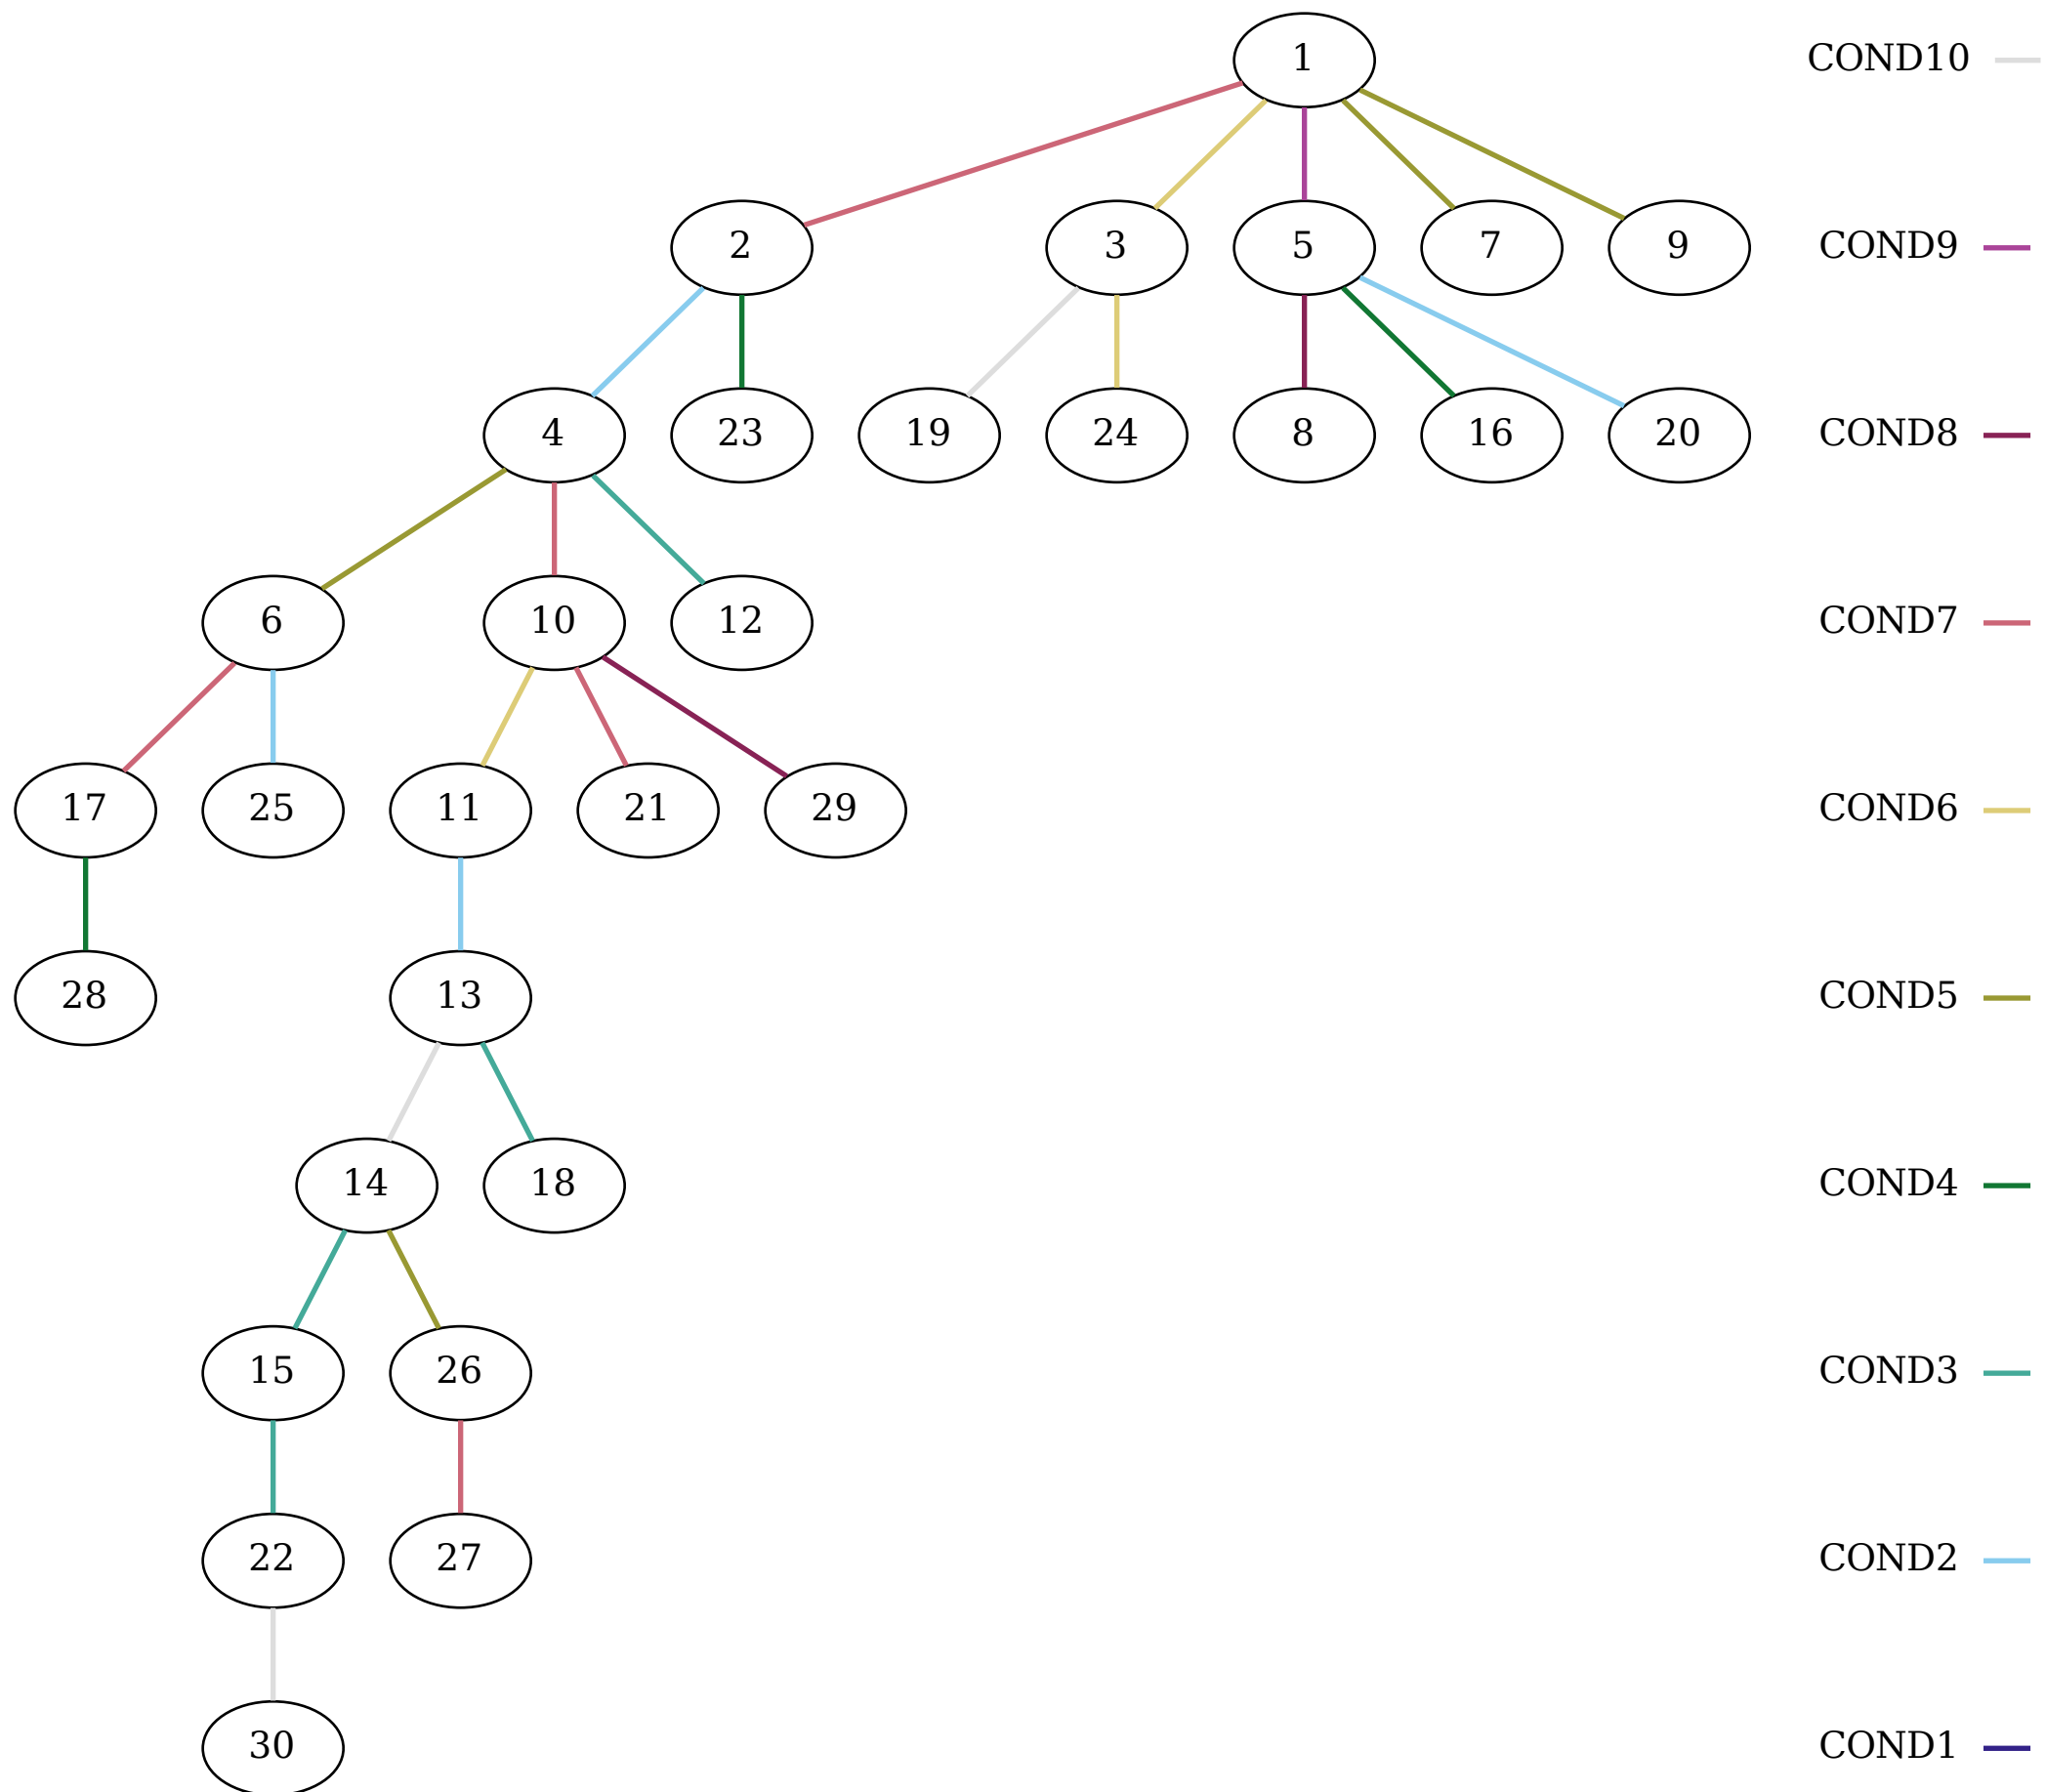 1 COND10
2 3 5 7 9 COND9
4 23 19 24 8 16 20 COND8
6 10 12 COND7
17 25 11 21 29 COND6
28 13 COND5
14 18 COND4
15 26 COND3
22 27 COND2
30 COND1